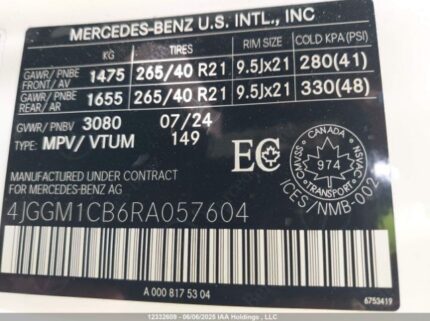 MERCEDES-BENZ U.S. INTL., INC
KG TIRES RIM SIZE COLD KPA(PSI)
GAWR/PNBE FRONT/AV 1475 265/40 R21 9.5Jx21 280(41)
GAWR/PNBE REAR/AR 1655 265/40 R21 9.5Jx21 330(48)
GVWR/PNBV 3080 07/24
TYPE: MPV/VTUM 149
EC
CANADA
CMVSS NSVAC
974
TRANSPORT
ICES/NMB-002
MANUFACTURED UNDER CONTRACT
FOR MERCEDES-BENZ AG
4JGGM1CB6RA057604
A 000 817 53 04
6753419
12332609 - 06/06/2025 IAA Holdings, LLC